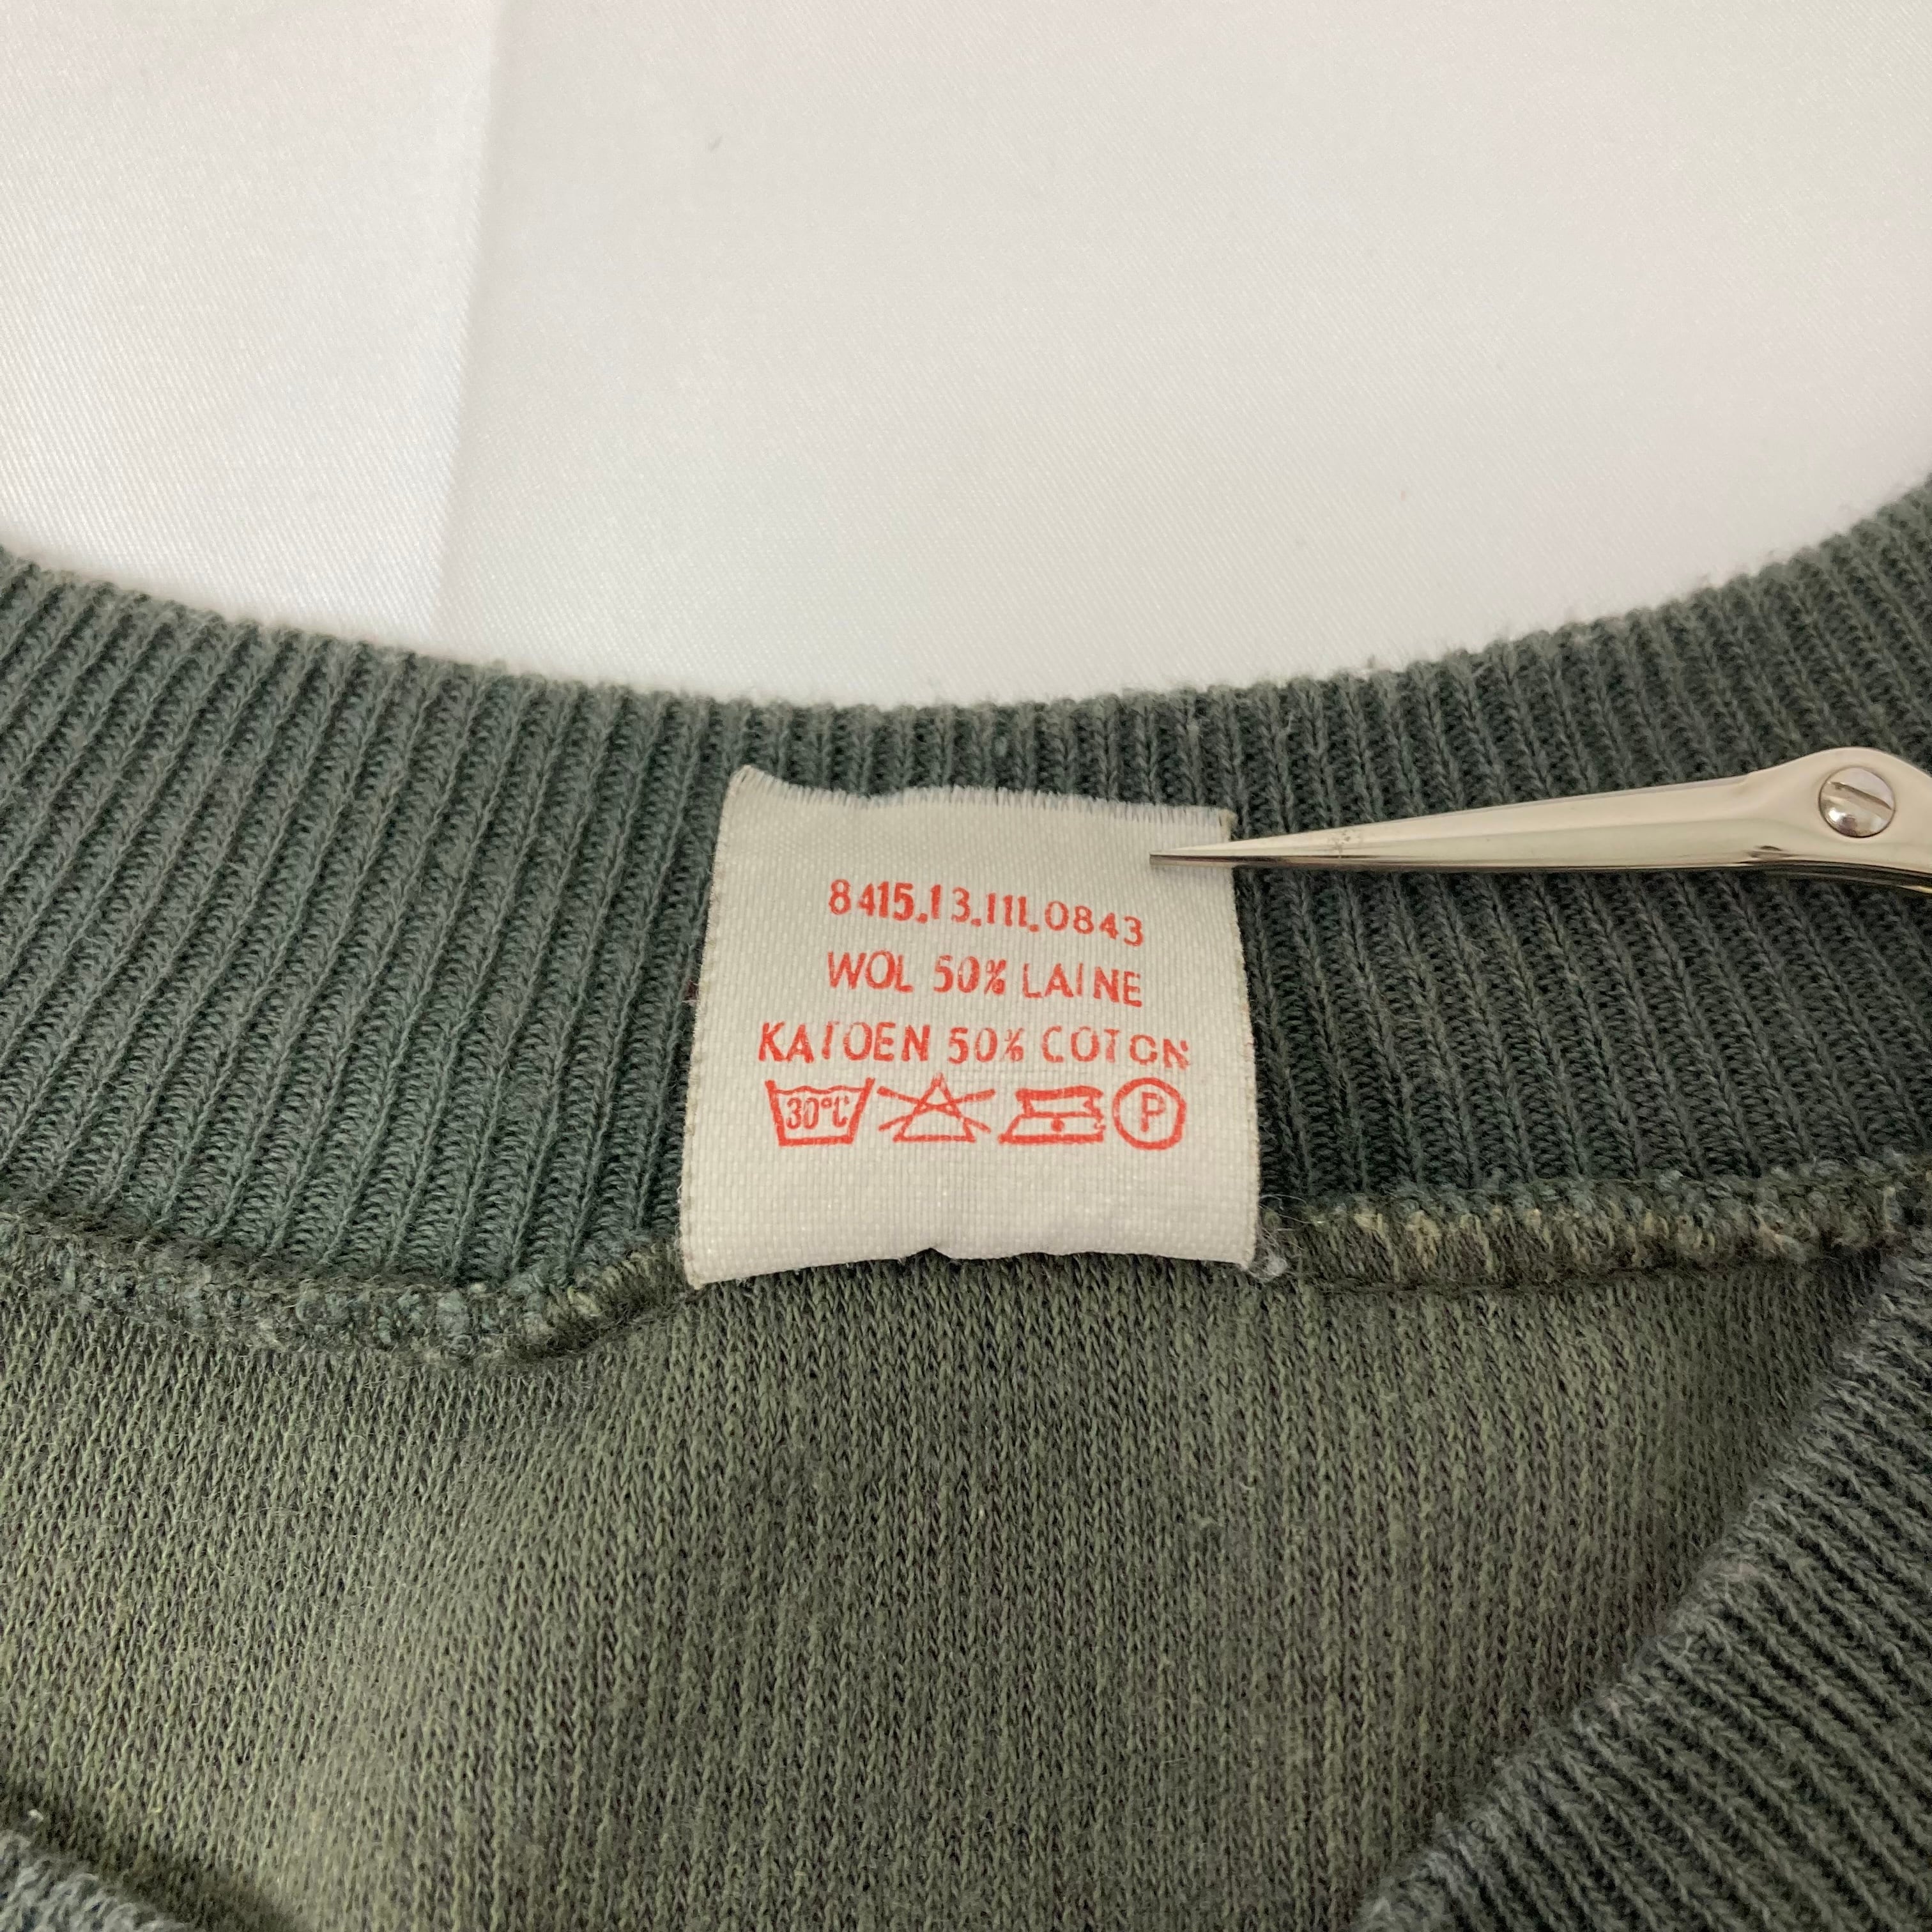 8415.13.111.0843
WOL 50% LAINE
KATOEN 50% COTON
30°C P